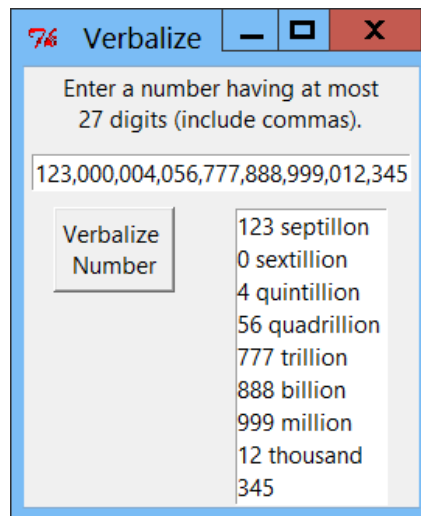 Verbalize
Enter a number having at most
27 digits (include commas).
123,000,004,056,777,888,999,012,345
Verbalize
Number
123 septillon
0 sextillion
4 quintillion
56 quadrillion
777 trillion
888 billion
999 million
12 thousand
345